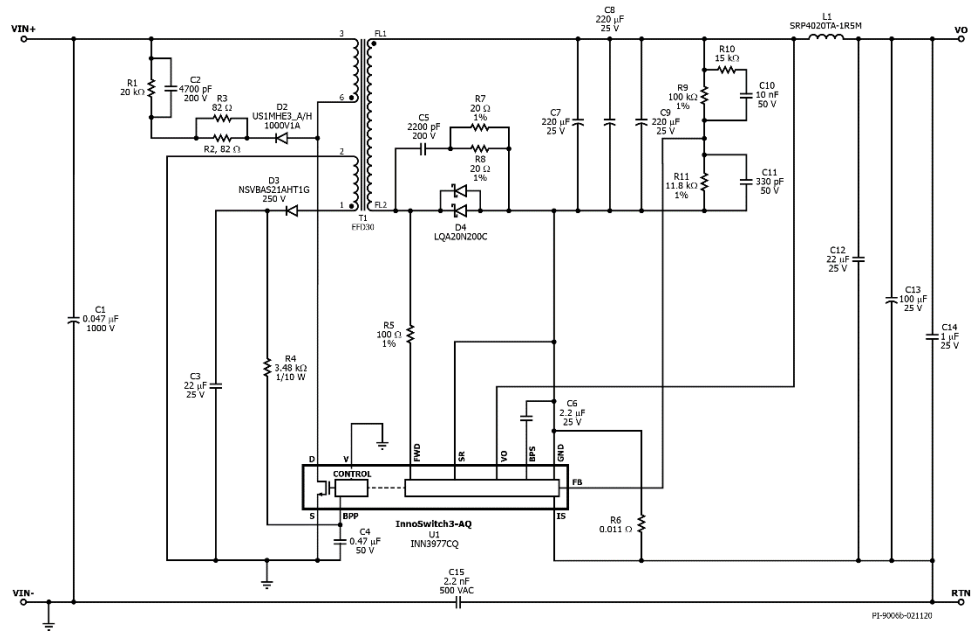 C8
220 µF
25 V
L1
SRP4020TA-1R5M
VIN+
VO
3
FL1
R10
15 kΩ
C2
4700 pF
200 V
R1
20 kΩ
R3
82 Ω
D2
US1MHE3_A/H
1000V1A
6
R7
20 Ω
1%
C5
2200 pF
200 V
C7
220 µF
25 V
C9
220 µF
25 V
R9
100 kΩ
1%
C10
10 nF
50 V
R2, 82 Ω
2
R8
20 Ω
1%
R11
11.8 kΩ
1%
C11
330 pF
50 V
D3
NSVBAS21AHT1G
250 V
1
T1
EFD30
FL2
D4
LQA20N200C
C12
22 µF
25 V
C13
100 µF
25 V
C1
0.047 µF
1000 V
R5
100 Ω
1%
C14
1 µF
25 V
R4
3.48 kΩ
1/10 W
C3
22 µF
25 V
C6
2.2 µF
25 V
D
V
FWD
SR
VO
BPS
GND
CONTROL
FB
S
BPP
InnoSwitch3-AQ
U1
INN3977CQ
IS
R6
0.011 Ω
C4
0.47 µF
50 V
C15
2.2 nF
500 VAC
VIN-
RTN
PI-9006b-021120